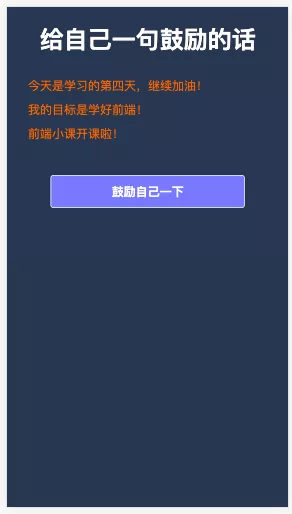 给自己一句鼓励的话
今天是学习的第四天，继续加油！
我的目标是学好前端！
前端小课开课啦！
鼓励自己一下